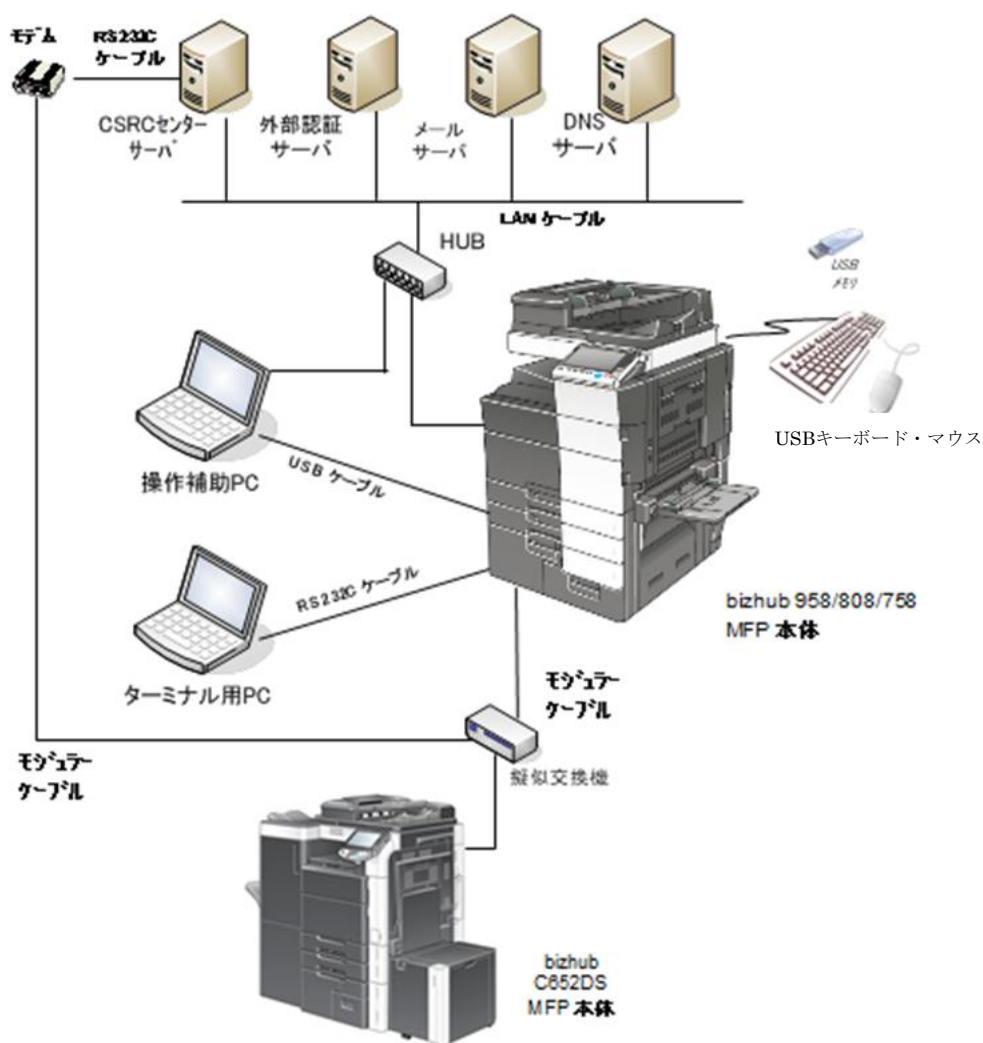 モデム
RS232C
ケーブル
CSRCセンター
サーバ
外部認証
サーバ
メール
サーバ
DNS
サーバ
LAN ケーブル
HUB
USB
メモリ
USBキーボード・マウス
操作補助PC
USB ケーブル
RS232C ケーブル
bizhub 958/808/758
MFP 本体
ターミナル用PC
モジュラー
ケーブル
モジュラー
ケーブル
擬似交換機
bizhub
C652DS
MFP 本体